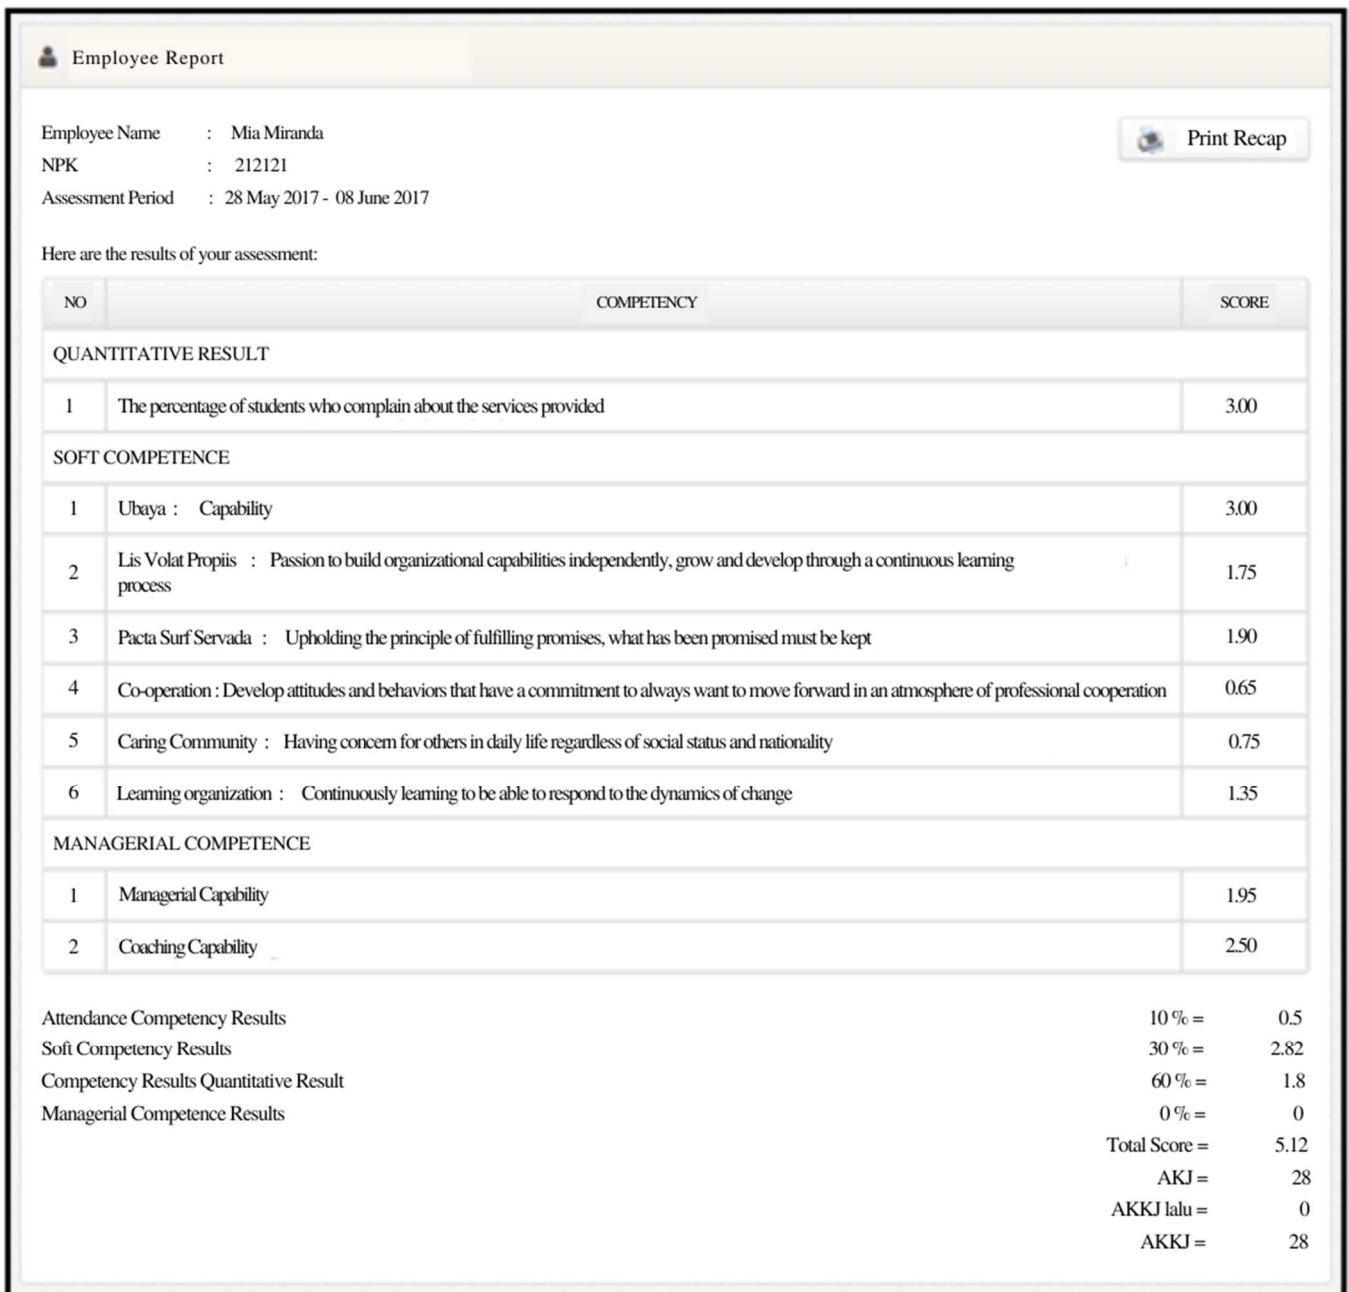 Employee Report
Employee Name : Mia Miranda
Print Recap
NPK : 212121
Assessment Period : 28 May 2017 - 08 June 2017
Here are the results of your assessment:
NO COMPETENCY SCORE
QUANTITATIVE RESULT
1 The percentage of students who complain about the services provided 3.00
SOFT COMPETENCE
1 Ubaya : Capability 3.00
2 Lis Volat Propiis : Passion to build organizational capabilities independently, grow and develop through a continuous learning
process 1.75
3 Pacta Surf Servada : Upholding the principle of fulfilling promises, what has been promised must be kept 1.90
4 Co-operation : Develop attitudes and behaviors that have a commitment to always want to move forward in an atmosphere of professional cooperation 0.65
5 Caring Community : Having concern for others in daily life regardless of social status and nationality 0.75
6 Learning organization : Continuously learning to be able to respond to the dynamics of change 1.35
MANAGERIAL COMPETENCE
1 Managerial Capability 1.95
2 Coaching Capability 2.50
Attendance Competency Results 10 % = 0.5
Soft Competency Results 30 % = 2.82
Competency Results Quantitative Result 60 % = 1.8
Managerial Competence Results 0 % = 0
Total Score = 5.12
AKJ = 28
AKKJ lalu = 0
AKKJ = 28